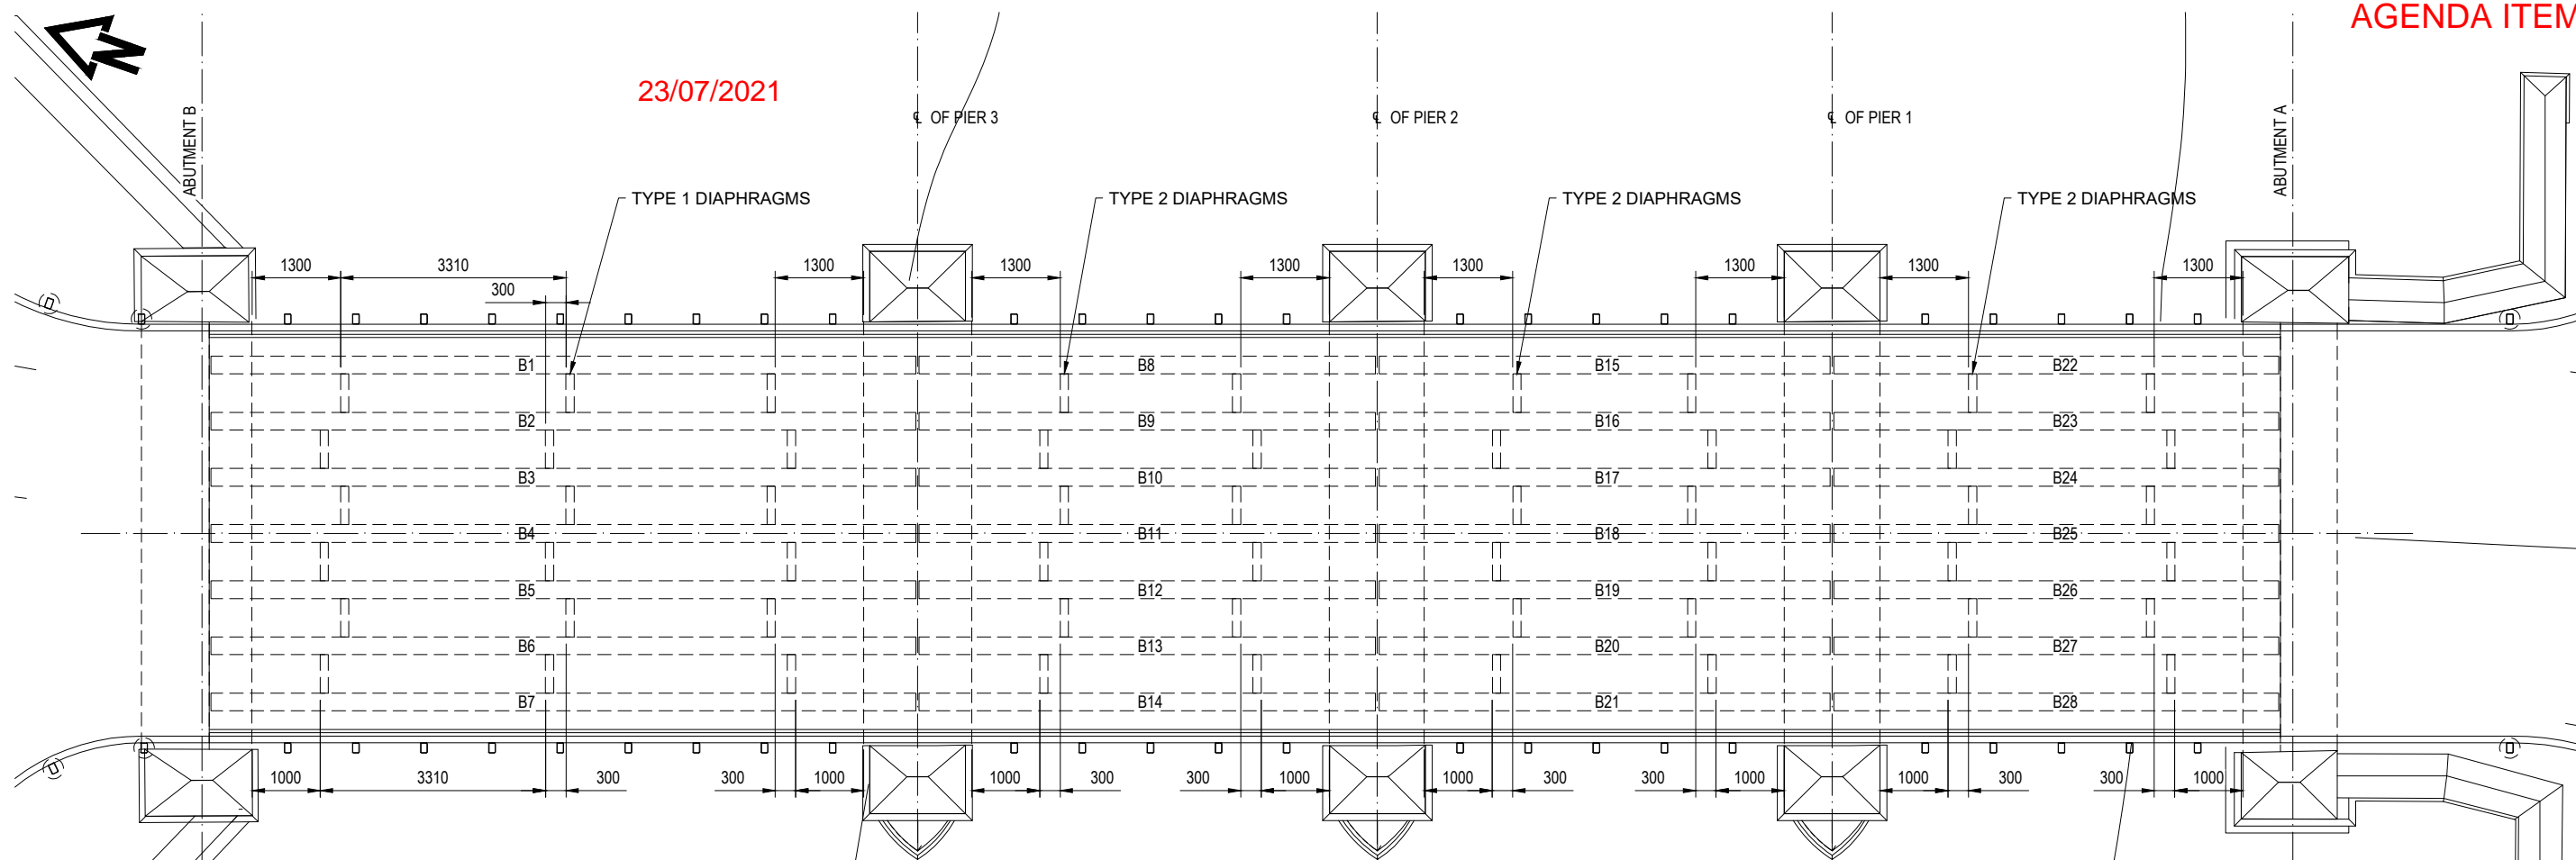 AGENDA ITEM
N
23/07/2021
ABUTMENT B
℄ OF PIER 3
℄ OF PIER 2
℄ OF PIER 1
ABUTMENT A
TYPE 1 DIAPHRAGMS
TYPE 2 DIAPHRAGMS
TYPE 2 DIAPHRAGMS
TYPE 2 DIAPHRAGMS
1300 3310 1300 1300 1300 1300 1300 1300 1300
300
B1 B8 B15 B22
B2 B9 B16 B23
B3 B10 B17 B24
B4 B11 B18 B25
B5 B12 B19 B26
B6 B13 B20 B27
B7 B14 B21 B28
1000 3310 300 300 1000 1000 300 300 1000 1000 300 300 1000 1000 300 300 1000